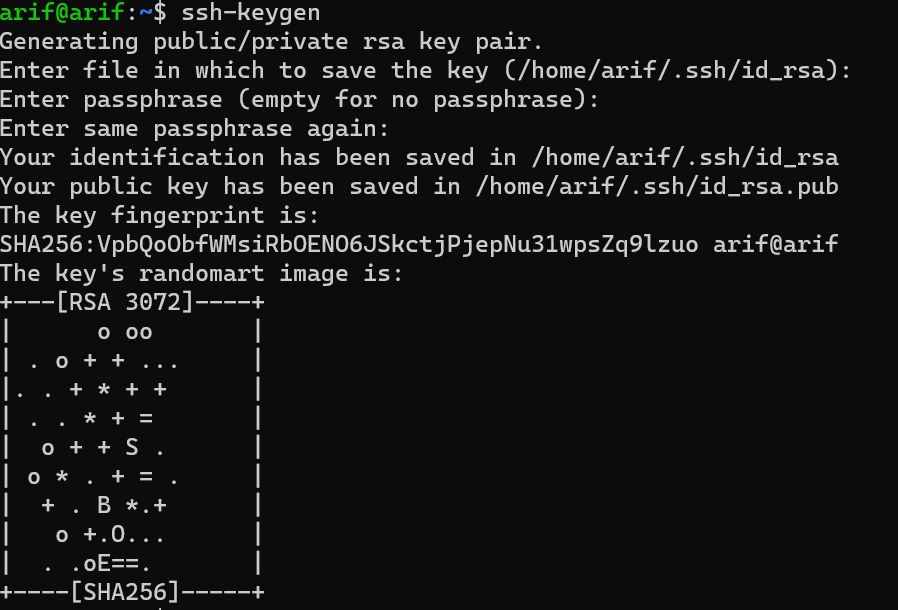 arif@arif:~$ ssh-keygen
Generating public/private rsa key pair.
Enter file in which to save the key (/home/arif/.ssh/id_rsa):
Enter passphrase (empty for no passphrase):
Enter same passphrase again:
Your identification has been saved in /home/arif/.ssh/id_rsa
Your public key has been saved in /home/arif/.ssh/id_rsa.pub
The key fingerprint is:
SHA256:VpbQoObfWMsiRbOENO6JSkctjPjepNu31wpsZq9lzuo arif@arif
The key's randomart image is:
+---[RSA 3072]----+
|      o oo       |
| . o + + ...     |
|. . + * + +      |
| . . * + =       |
|  o + + S .      |
| o * . + = .     |
|  + . B *.+      |
|   o +.O...      |
|  . .oE==.       |
+----[SHA256]-----+